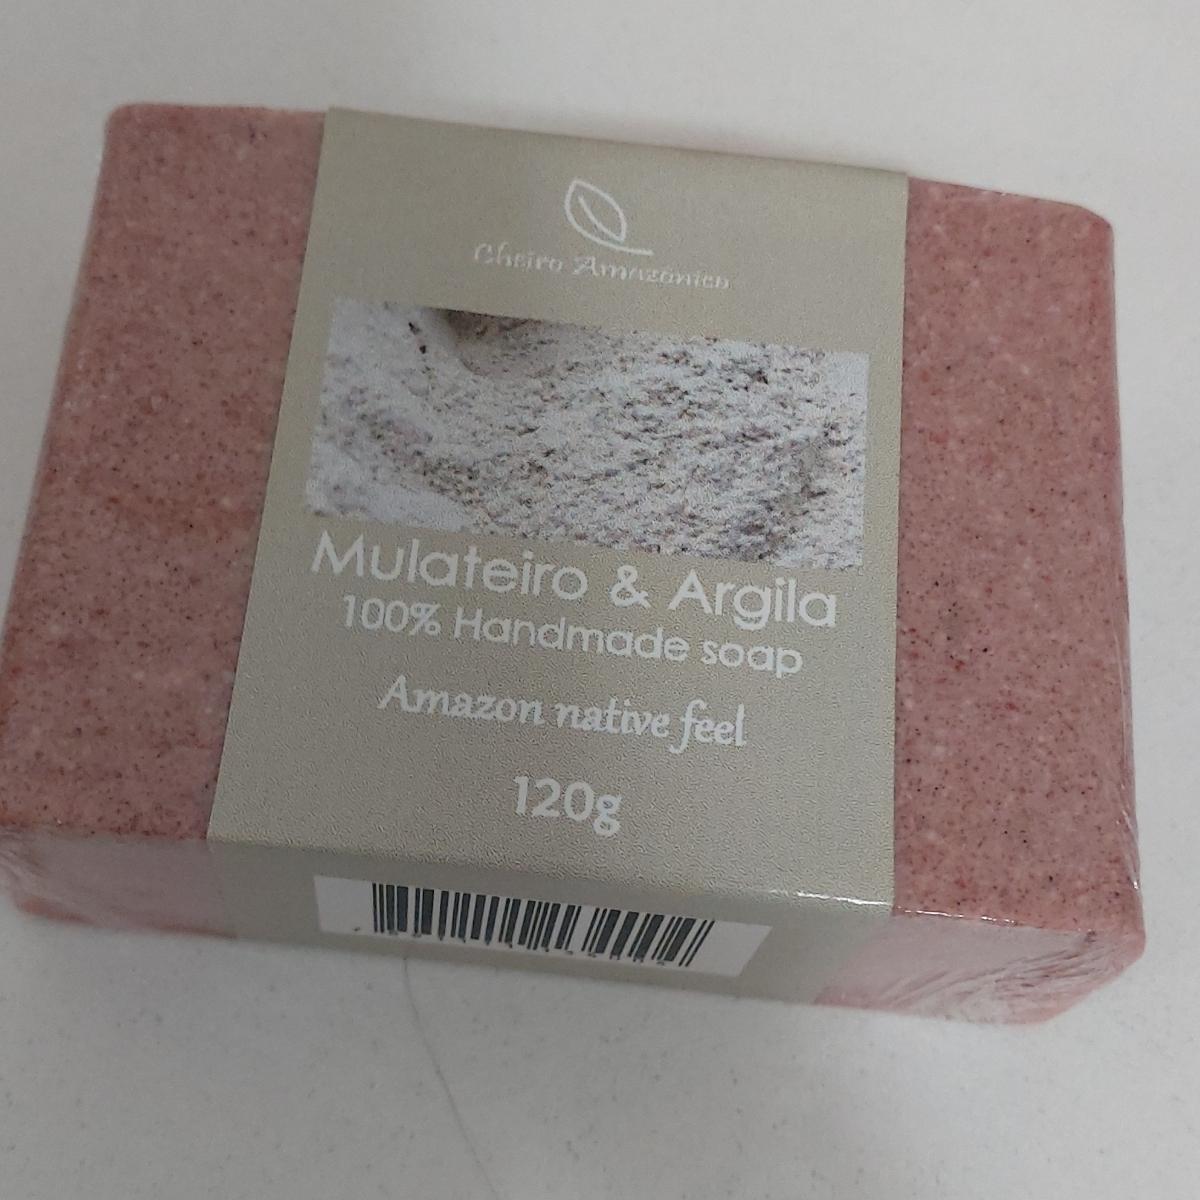 Cheiro Amazônico
Mulateiro & Argila
100% Handmade soap
Amazon native feel
120g